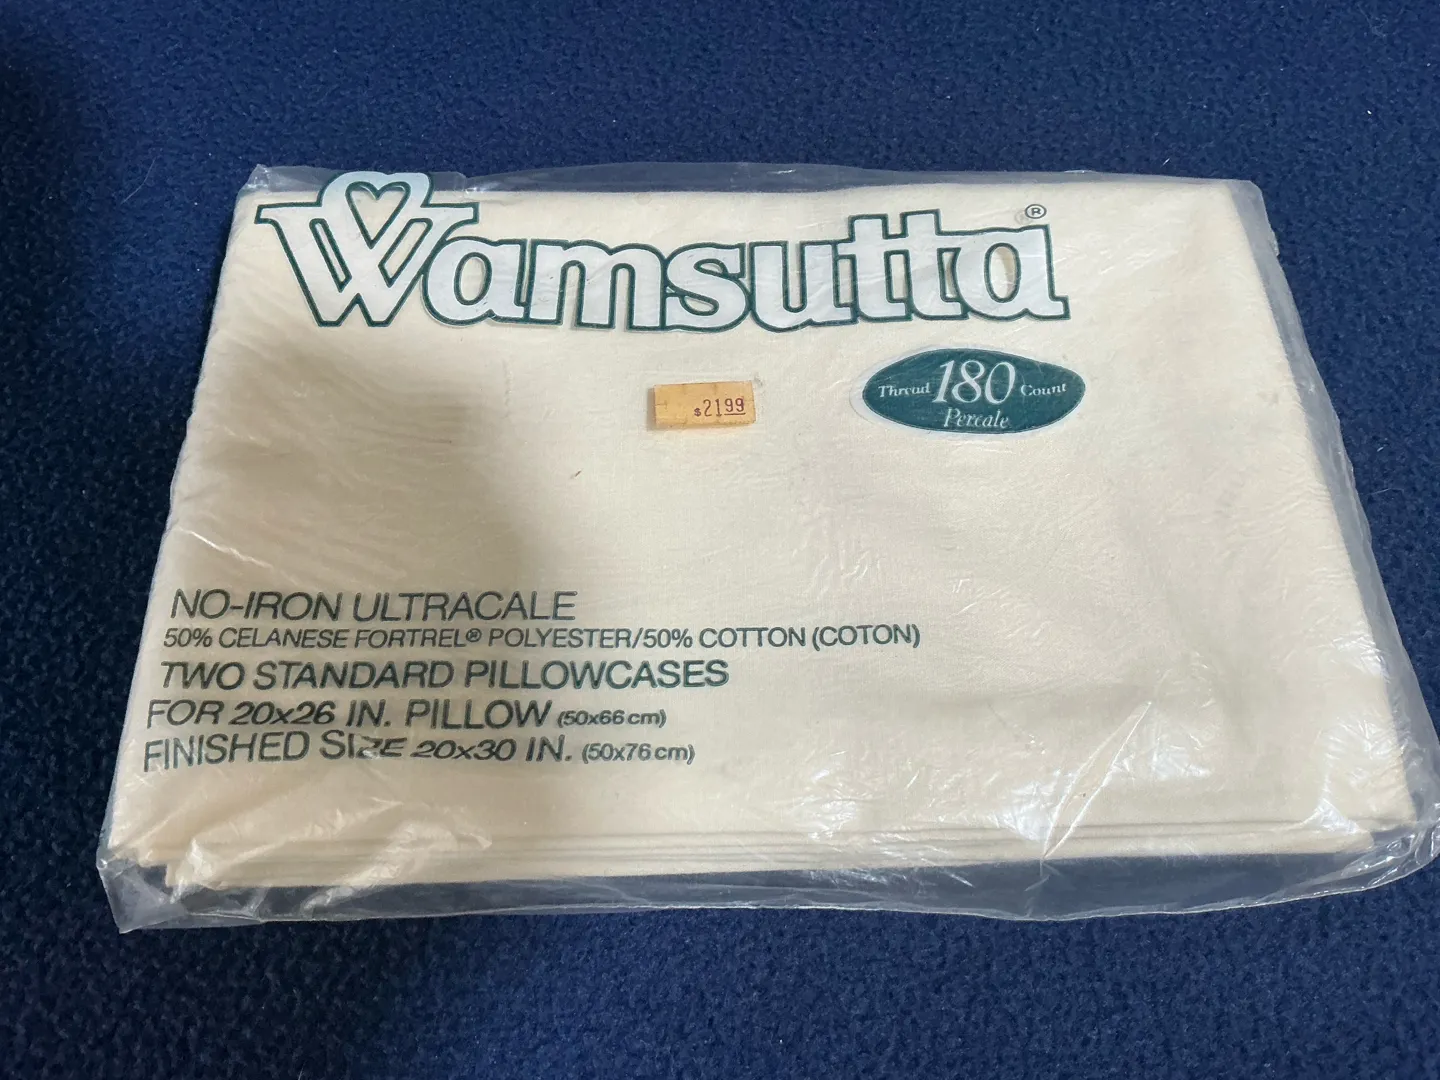 Wamsutta®
$2199
Thread 180 Count
Percale
NO-IRON ULTRACALE
50% CELANESE FORTREL® POLYESTER/50% COTTON (COTON)
TWO STANDARD PILLOWCASES
FOR 20x26 IN. PILLOW (50x66 cm)
FINISHED SIZE 20x30 IN. (50x76 cm)